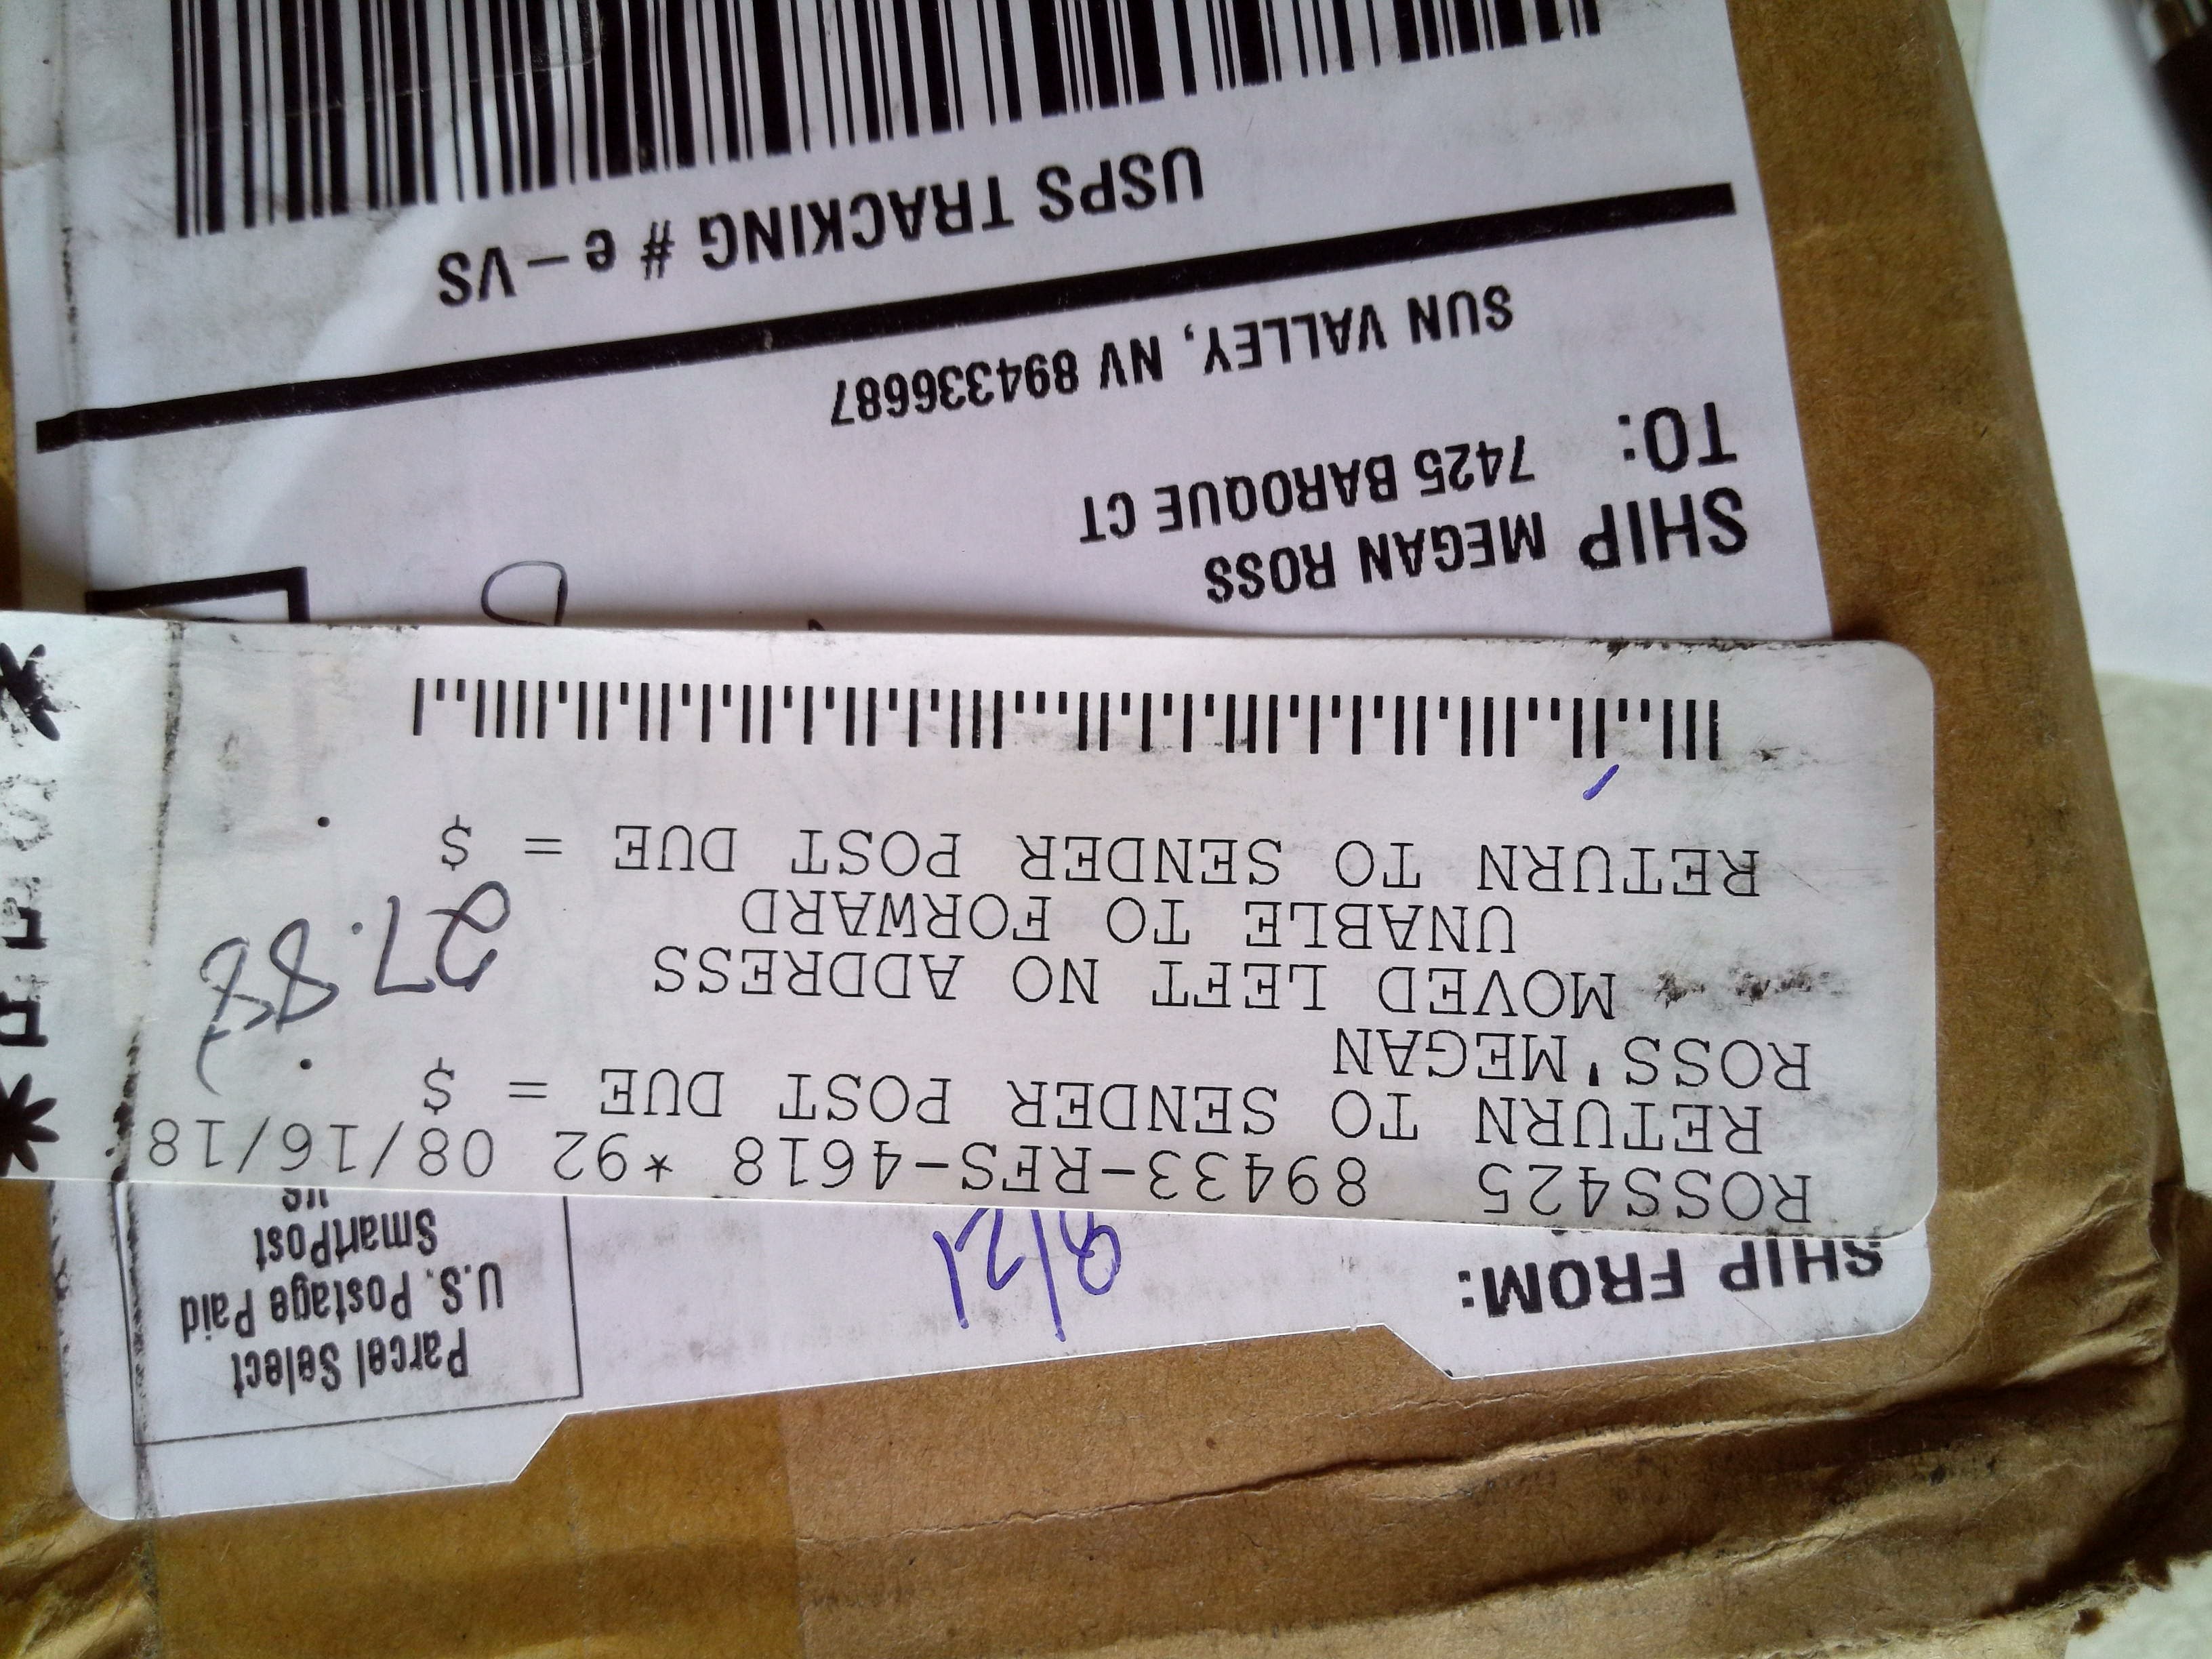 Parcel Select
U.S. Postage Paid
SmartPost
SHIP FROM:
8/21
ROSS425 89433-RFS-4618 *92 08/16/18
RETURN TO SENDER POST DUE = $ .
ROSS'MEGAN
MOVED LEFT NO ADDRESS
27.88
UNABLE TO FORWARD
RETURN TO SENDER POST DUE = $ .
SHIP TO:
MEGAN ROSS
7425 BAROQUE CT
SUN VALLEY, NV 894336687
USPS TRACKING # e-VS